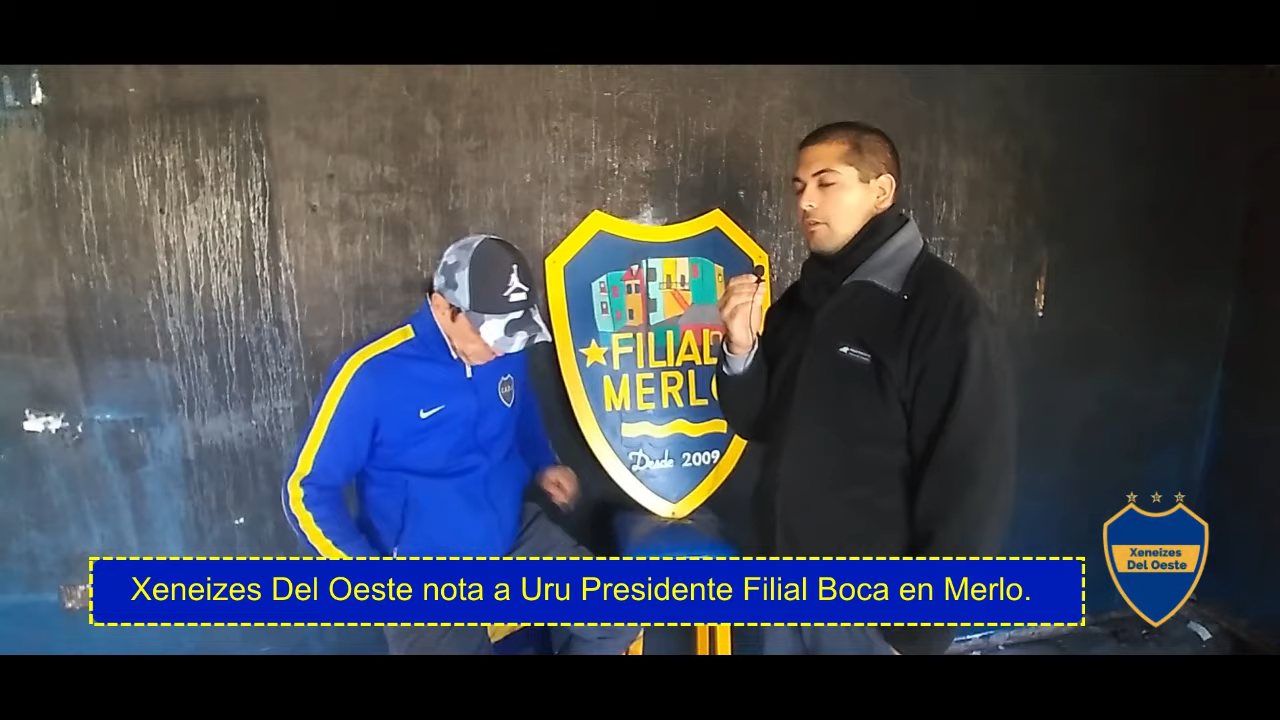 FILIAL
MERLO
Desde 2009
Xeneizes Del Oeste nota a Uru Presidente Filial Boca en Merlo.
Xeneizes
Del Oeste